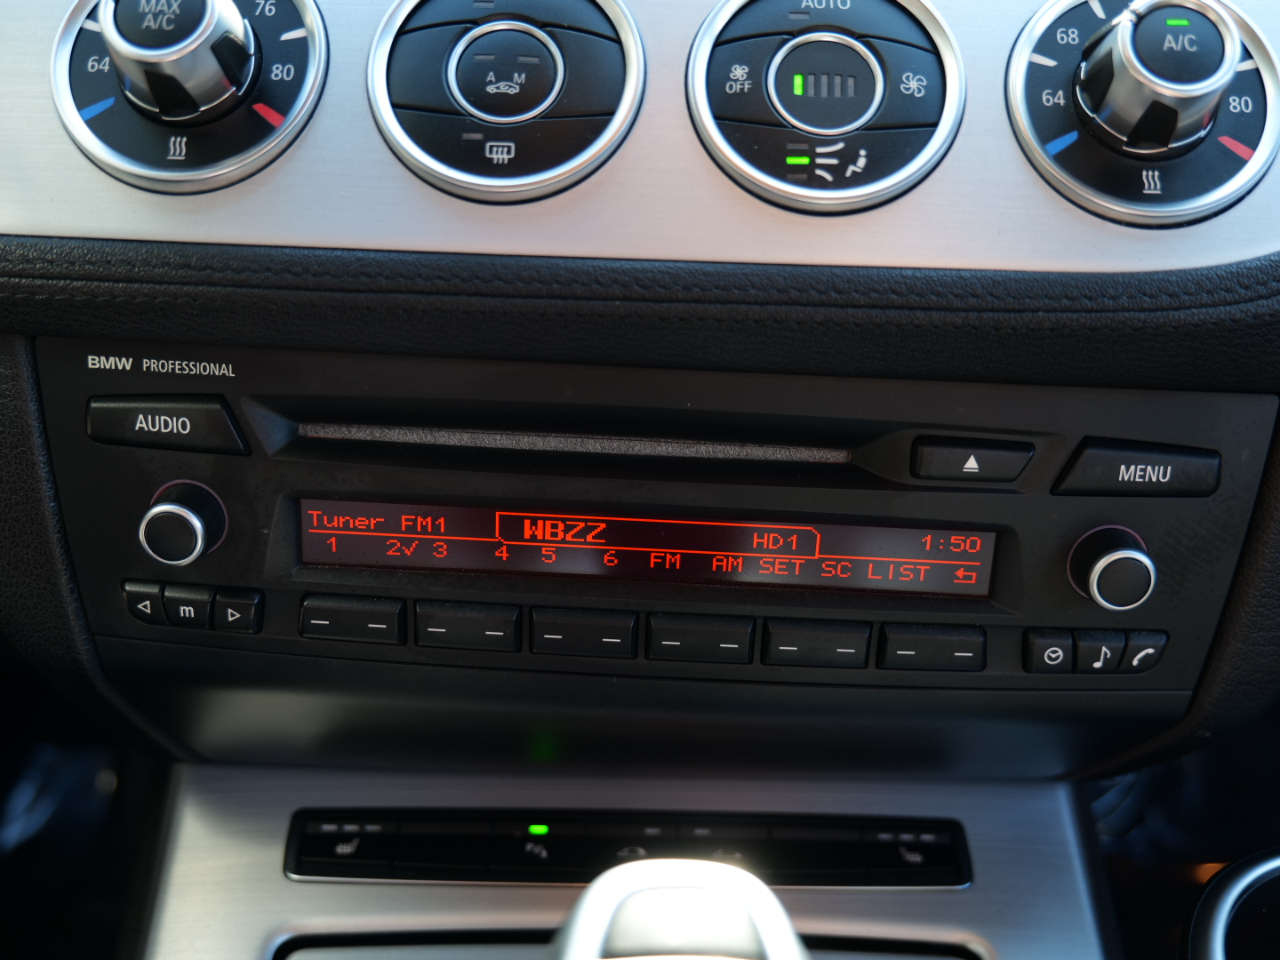 MAX
A/C
76
64
80
A M
AUTO
OFF
68
64
A/C
80
BMW PROFESSIONAL
AUDIO
MENU
Tuner FM1
WBZZ
HD1
1:50
1 2✓ 3 4 5 6 FM AM SET SC LIST
m